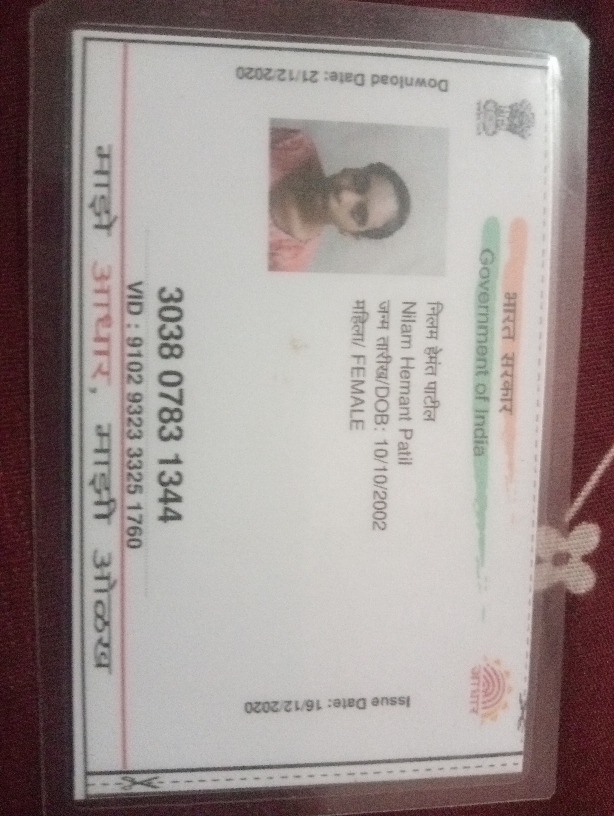 भारत सरकार
Government of India
Download Date: 21/12/2020
Issue Date: 16/12/2020
आधार
निलम हेमंत पाटील
Nilam Hemant Patil
जन्म तारीख/DOB: 10/10/2002
महिला/ FEMALE
3038 0783 1344
VID : 9102 9323 3325 1760
माझे आधार, माझी ओळख